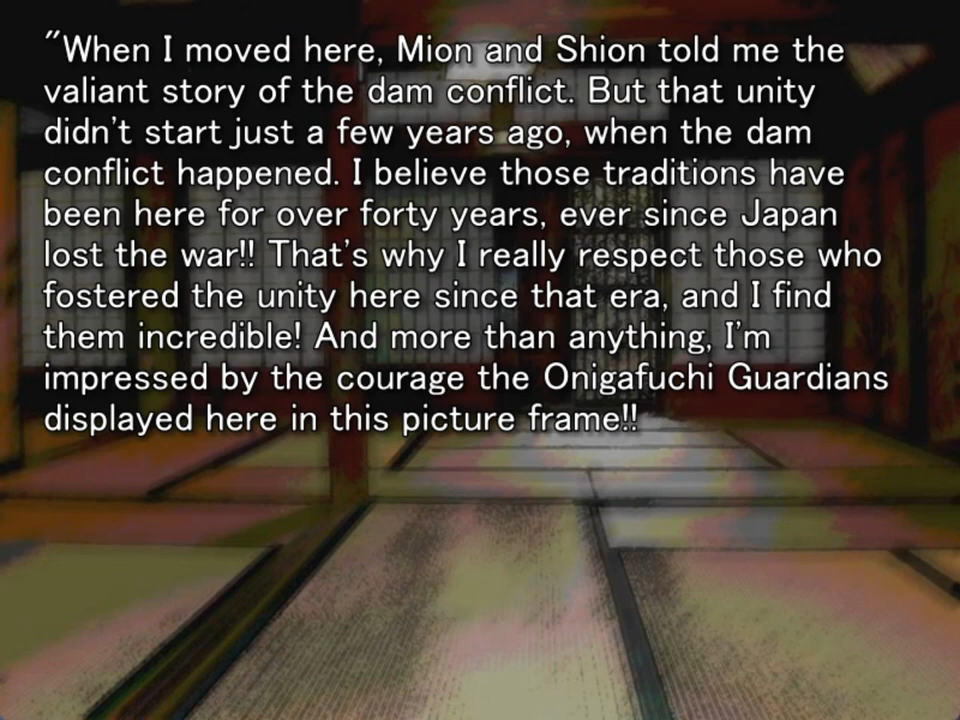 "When I moved here, Mion and Shion told me the
valiant story of the dam conflict. But that unity
didn't start just a few years ago, when the dam
conflict happened. I believe those traditions have
been here for over forty years, ever since Japan
lost the war!! That's why I really respect those who
fostered the unity here since that era, and I find
them incredible! And more than anything, I'm
impressed by the courage the Onigafuchi Guardians
displayed here in this picture frame!!